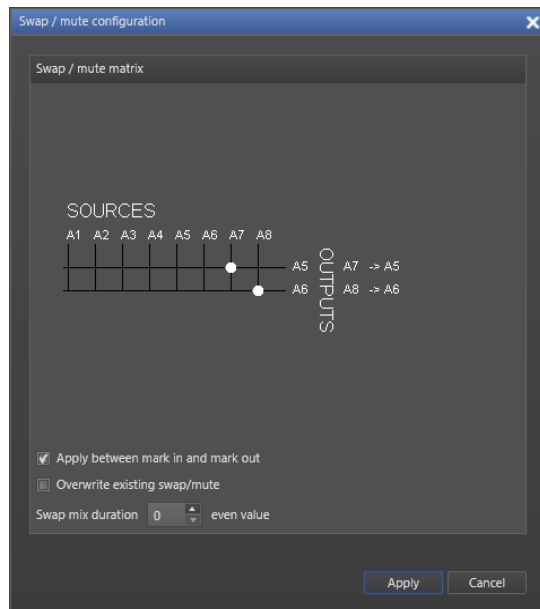 Swap / mute configuration
Swap / mute matrix
SOURCES
A1 A2 A3 A4 A5 A6 A7 A8
A5 A7 -> A5
A6 A8 -> A6
OUTPUTS
Apply between mark in and mark out
Overwrite existing swap/mute
Swap mix duration 0 even value
Apply Cancel